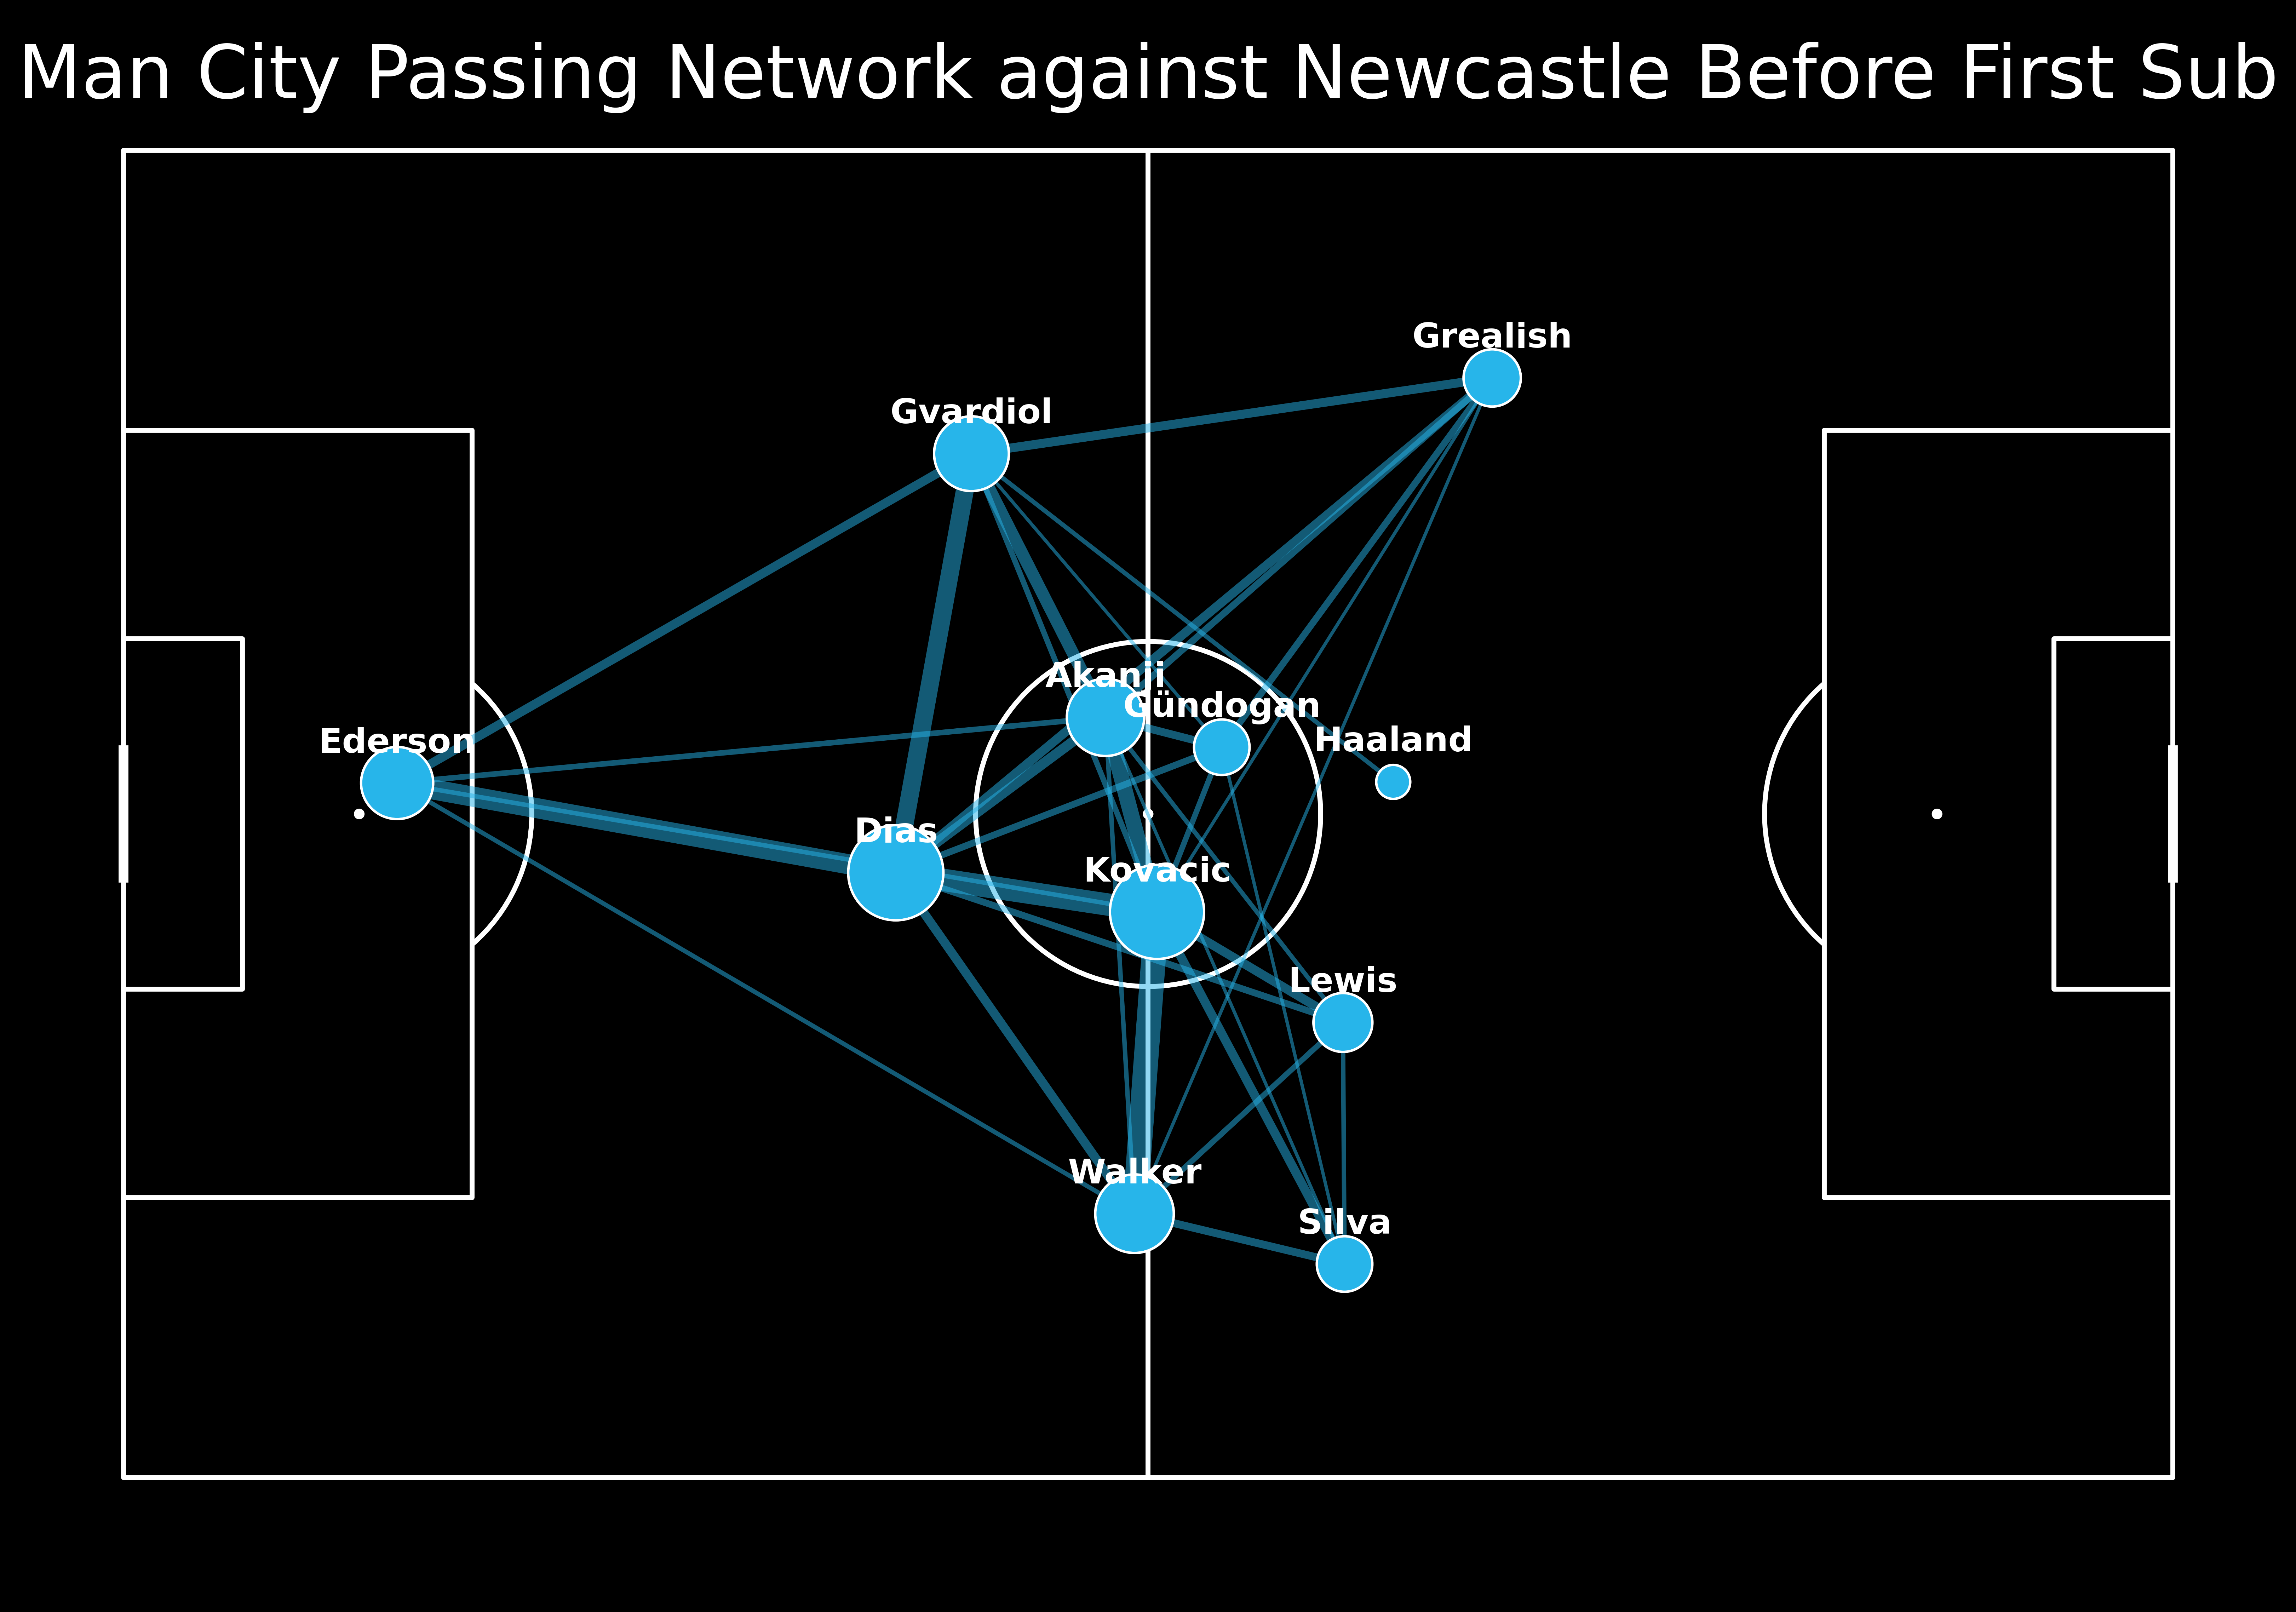 Man City Passing Network against Newcastle Before First Sub
Grealish
Gvardiol
Akanji
Gündogan
Haaland
Ederson
Dias
Kovacic
Lewis
Walker
Silva